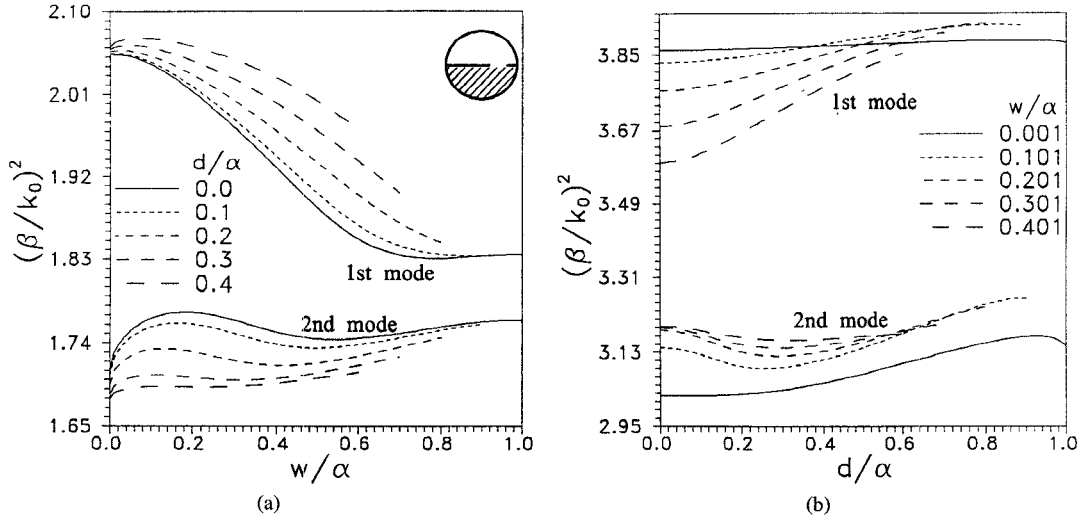 2.10
2.01
1.92
1.83
1.74
1.65
(β/k₀)²
d/α
0.0
0.1
0.2
0.3
0.4
1st mode
2nd mode
0.0 0.2 0.4 0.6 0.8 1.0
w/α
(a)
3.85
3.67
3.49
3.31
3.13
2.95
(β/k₀)²
1st mode
w/α
0.001
0.101
0.201
0.301
0.401
2nd mode
0.0 0.2 0.4 0.6 0.8 1.0
d/α
(b)